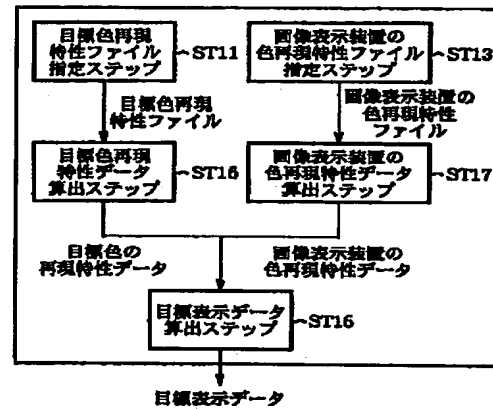 目標色再現
特性ファイル
指定ステップ
ST11
画像表示装置の
色再現特性ファイル
指定ステップ
ST13
目標色再現
特性ファイル
画像表示装置の
色再現特性
ファイル
目標色再現
特性データ
算出ステップ
ST16
画像表示装置の
色再現特性データ
算出ステップ
ST17
目標色の
再現特性データ
画像表示装置の
色再現特性データ
目標表示データ
算出ステップ
ST15
目標表示データ